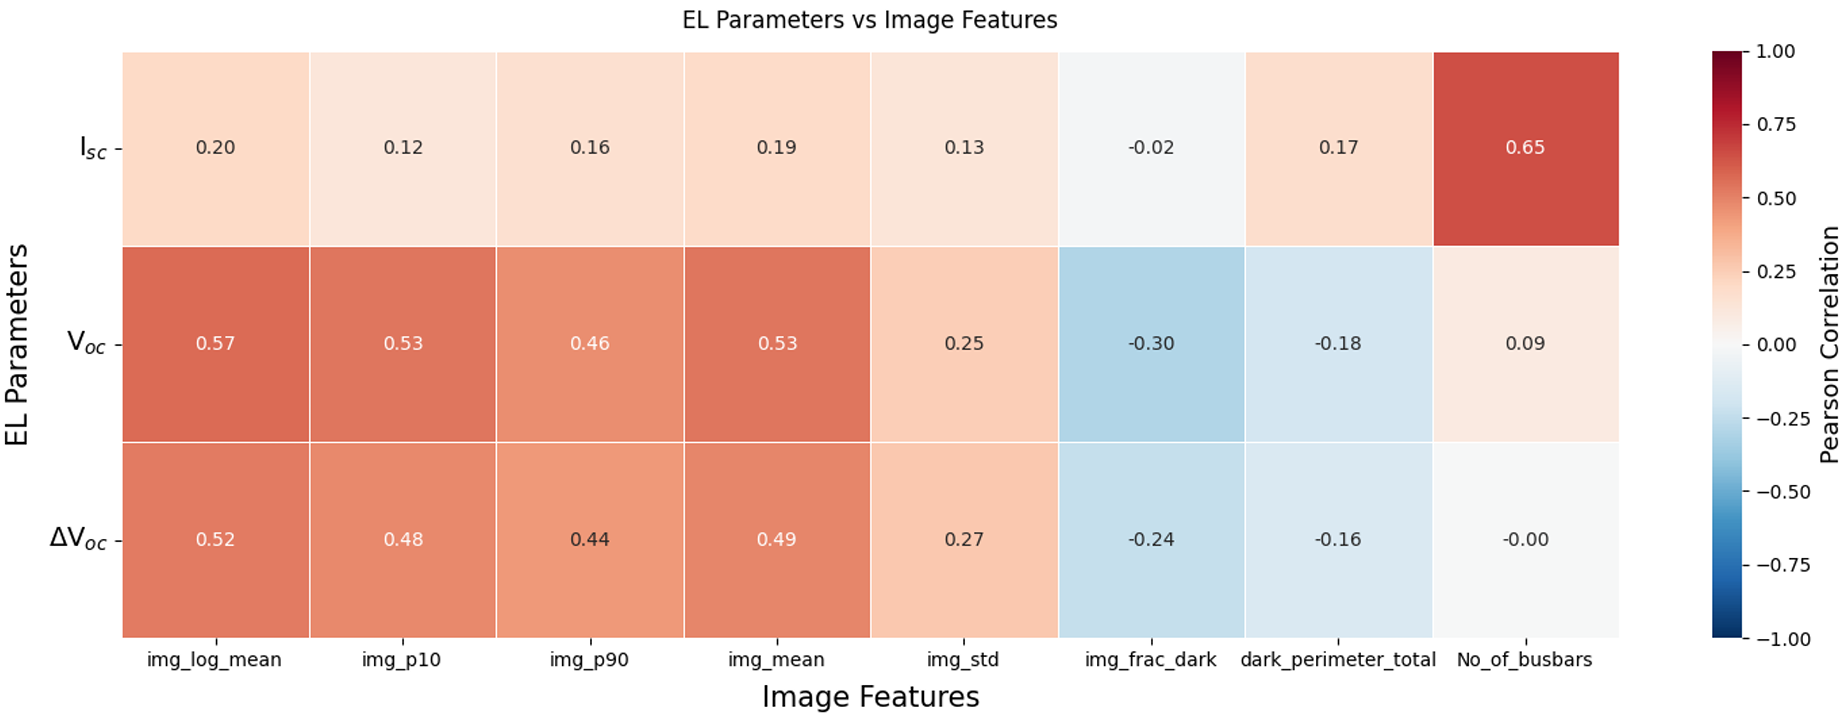 EL Parameters vs Image Features
EL Parameters
I_sc 0.20 0.12 0.16 0.19 0.13 -0.02 0.17 0.65
V_oc 0.57 0.53 0.46 0.53 0.25 -0.30 -0.18 0.09
ΔV_oc 0.52 0.48 0.44 0.49 0.27 -0.24 -0.16 -0.00
img_log_mean img_p10 img_p90 img_mean img_std img_frac_dark dark_perimeter_total No_of_busbars
Image Features
1.00
0.75
0.50
0.25
0.00
−0.25
−0.50
−0.75
−1.00
Pearson Correlation